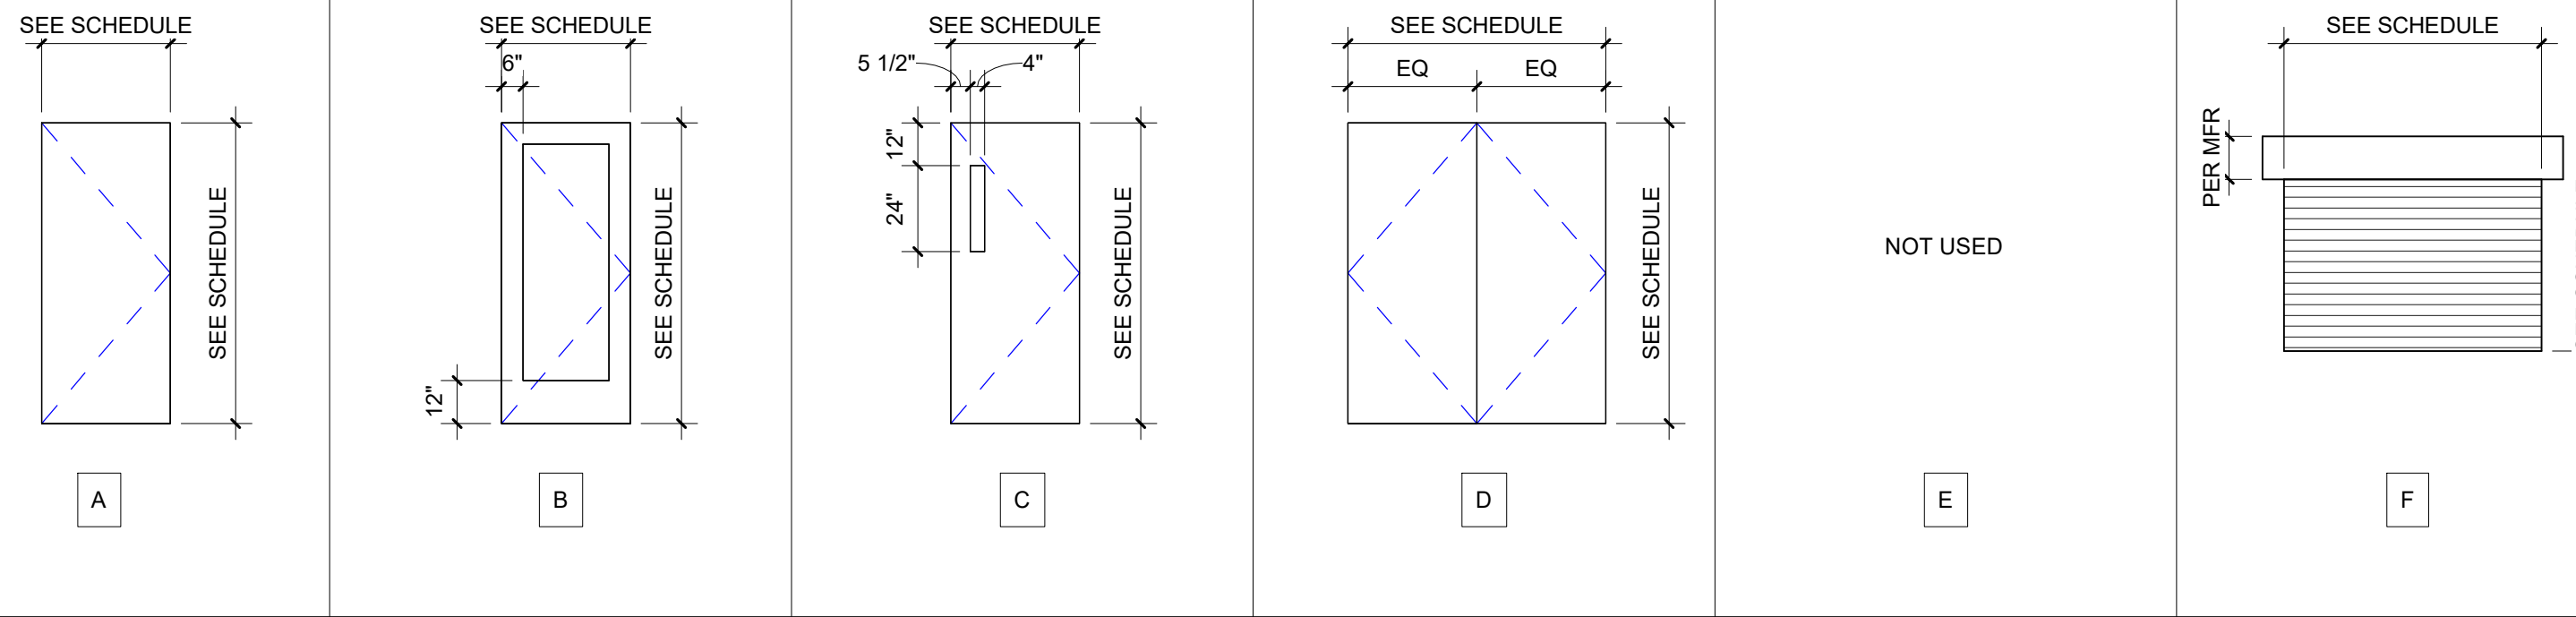 SEE SCHEDULE
SEE SCHEDULE
A
SEE SCHEDULE
6"
SEE SCHEDULE
12"
B
SEE SCHEDULE
5 1/2"
4"
12"
24"
SEE SCHEDULE
C
SEE SCHEDULE
EQ
EQ
SEE SCHEDULE
D
NOT USED
E
SEE SCHEDULE
PER MFR
F